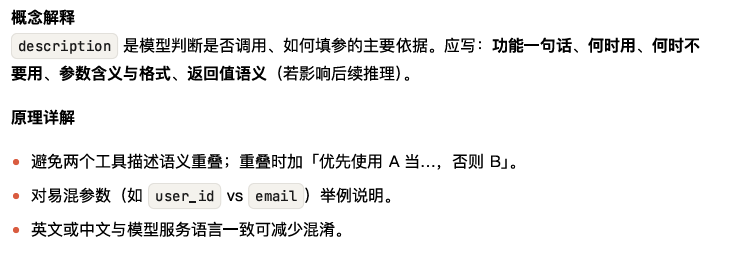 概念解释
description 是模型判断是否调用、如何填参的主要依据。应写：功能一句话、何时用、何时不
要用、参数含义与格式、返回值语义（若影响后续推理）。
原理详解
避免两个工具描述语义重叠；重叠时加「优先使用 A 当…，否则 B」。
对易混参数（如 user_id vs email）举例说明。
英文或中文与模型服务语言一致可减少混淆。